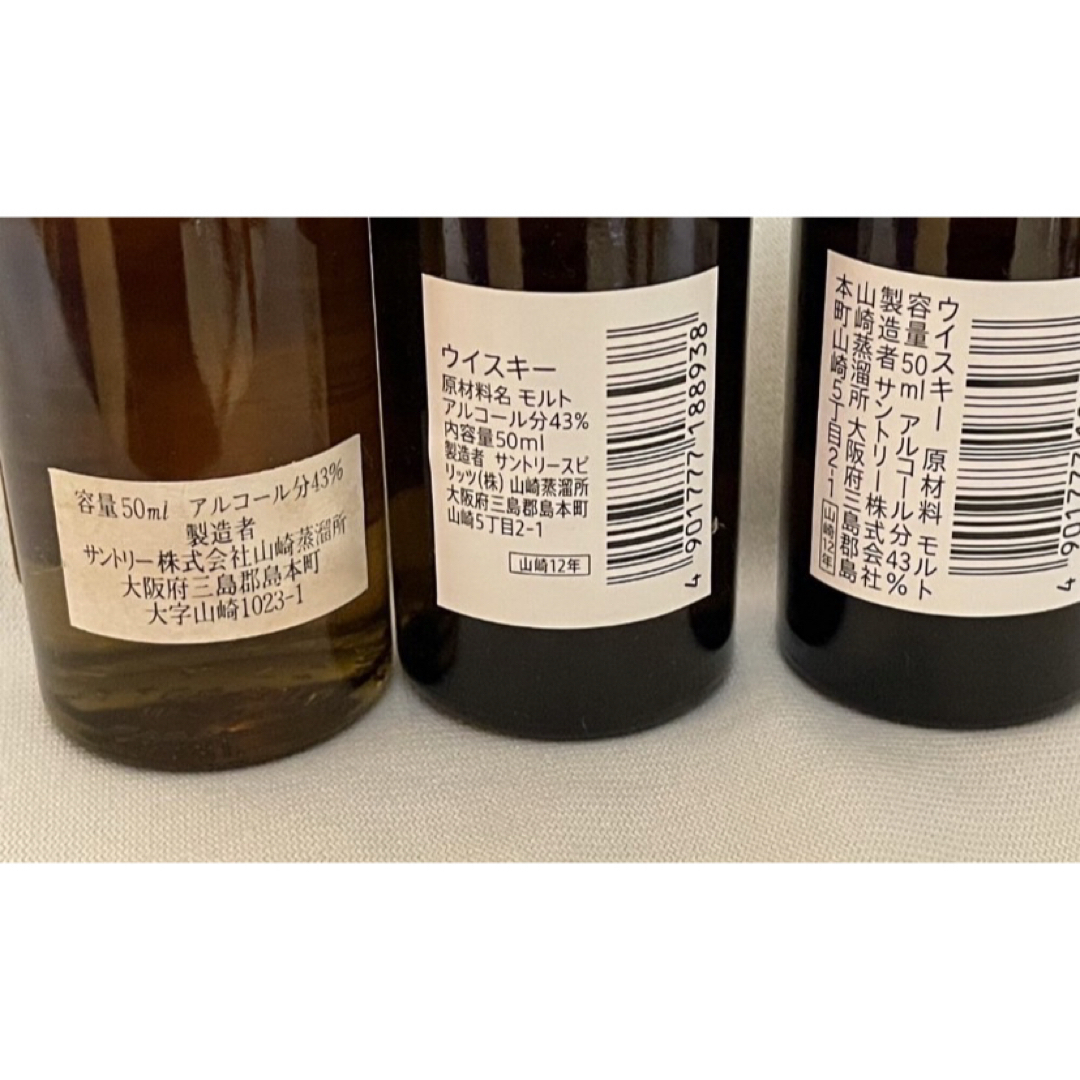 容量50ml アルコール分43%
製造者
サントリー株式会社山崎蒸溜所
大阪府三島郡島本町
大字山崎1023-1
ウイスキー
原材料名 モルト
アルコール分43%
内容量50ml
製造者 サントリースピ
リッツ(株) 山崎蒸溜所
大阪府三島郡島本町
山崎5丁目2-1
山崎12年
4 901777 188938
ウイスキー 原材料 モルト
容量50ml アルコール分43%
製造者 サントリー株式会社
山崎蒸溜所 大阪府三島郡島
本町山崎5丁目2-1 山崎12年